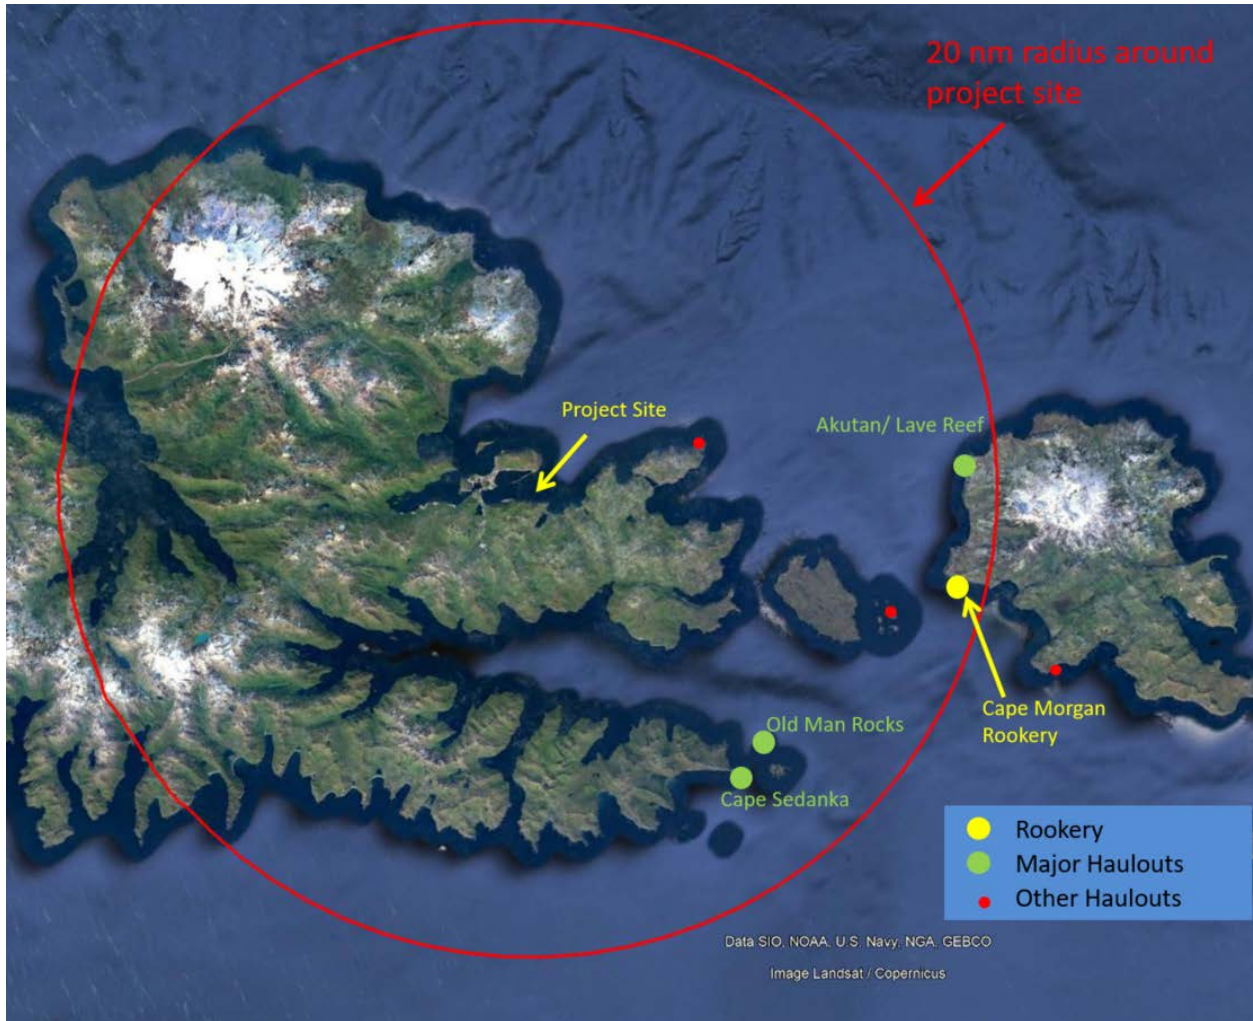 20 nm radius around
project site
Project Site
Akutan/ Lave Reef
Cape Morgan
Rookery
Old Man Rocks
Cape Sedanka
Rookery
Major Haulouts
Other Haulouts
Data SIO, NOAA, U.S. Navy, NGA, GEBCO
Image Landsat / Copernicus